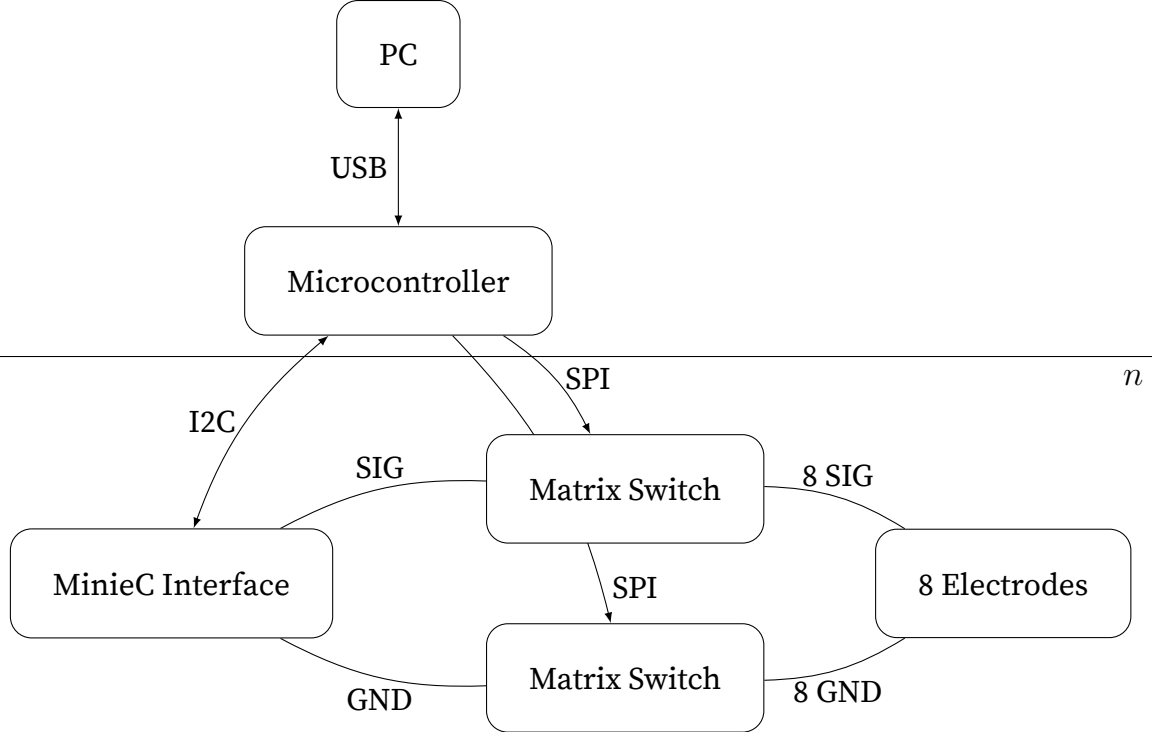 PC
USB
Microcontroller
SPI
n
I2C
SIG
8 SIG
Matrix Switch
MinieC Interface
SPI
8 Electrodes
Matrix Switch
GND
8 GND